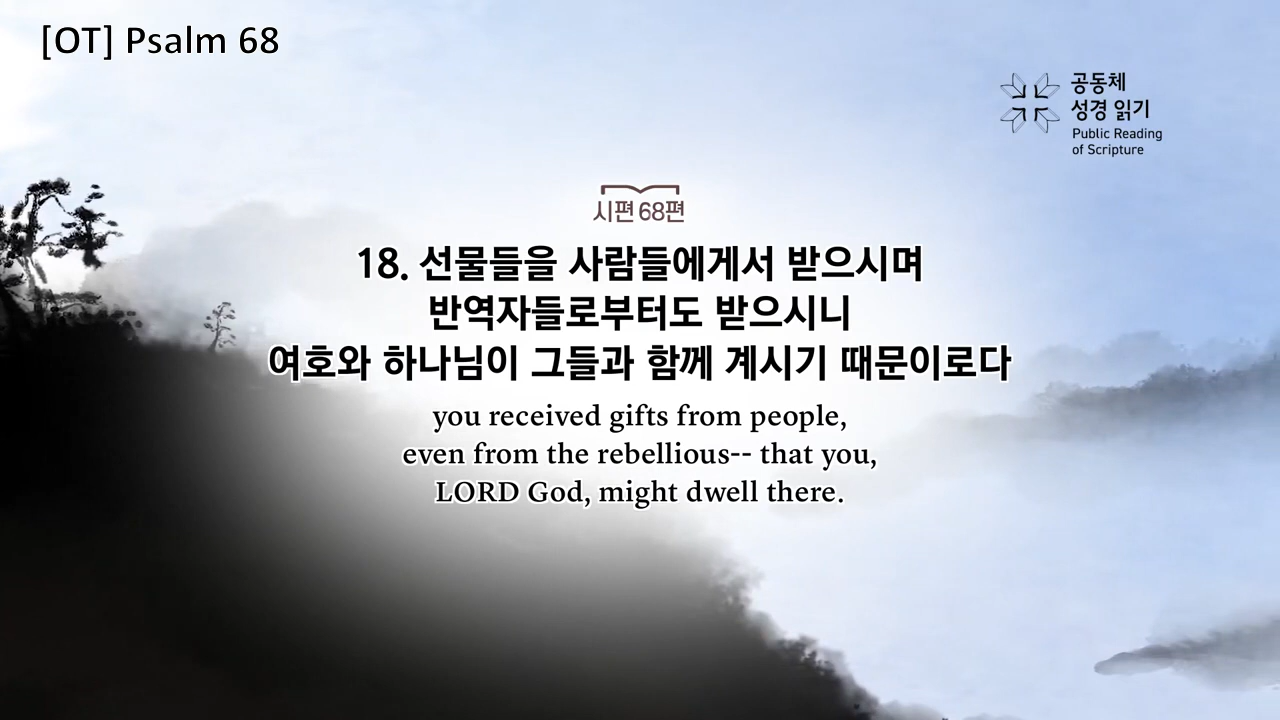 [OT] Psalm 68
공동체
성경 읽기
Public Reading
of Scripture
시편 68편
18. 선물들을 사람들에게서 받으시며
반역자들로부터도 받으시니
여호와 하나님이 그들과 함께 계시기 때문이로다
you received gifts from people,
even from the rebellious-- that you,
LORD God, might dwell there.